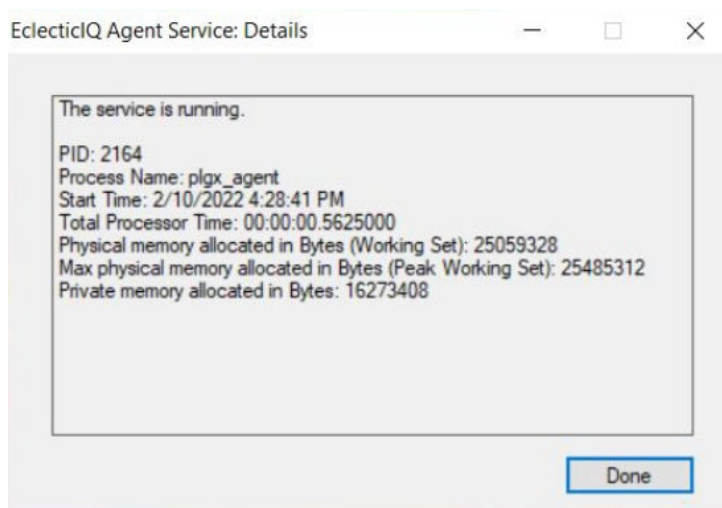 EclecticIQ Agent Service: Details
The service is running.
PID: 2164
Process Name: plgx_agent
Start Time: 2/10/2022 4:28:41 PM
Total Processor Time: 00:00:00.5625000
Physical memory allocated in Bytes (Working Set): 25059328
Max physical memory allocated in Bytes (Peak Working Set): 25485312
Private memory allocated in Bytes: 16273408
Done